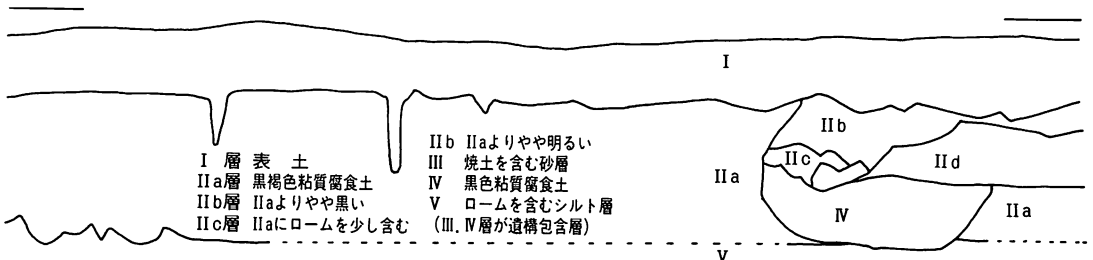 I
IIb
IIc
IId
IIa
IV
IIa
V
I 層 表 土
IIa層 黒褐色粘質腐食土
IIb層 IIaよりやや黒い
IIc層 IIaにロームを少し含む
IIb IIaよりやや明るい
III 焼土を含む砂層
IV 黒色粘質腐食土
V ロームを含むシルト層
(III.IV層が遺構包含層)